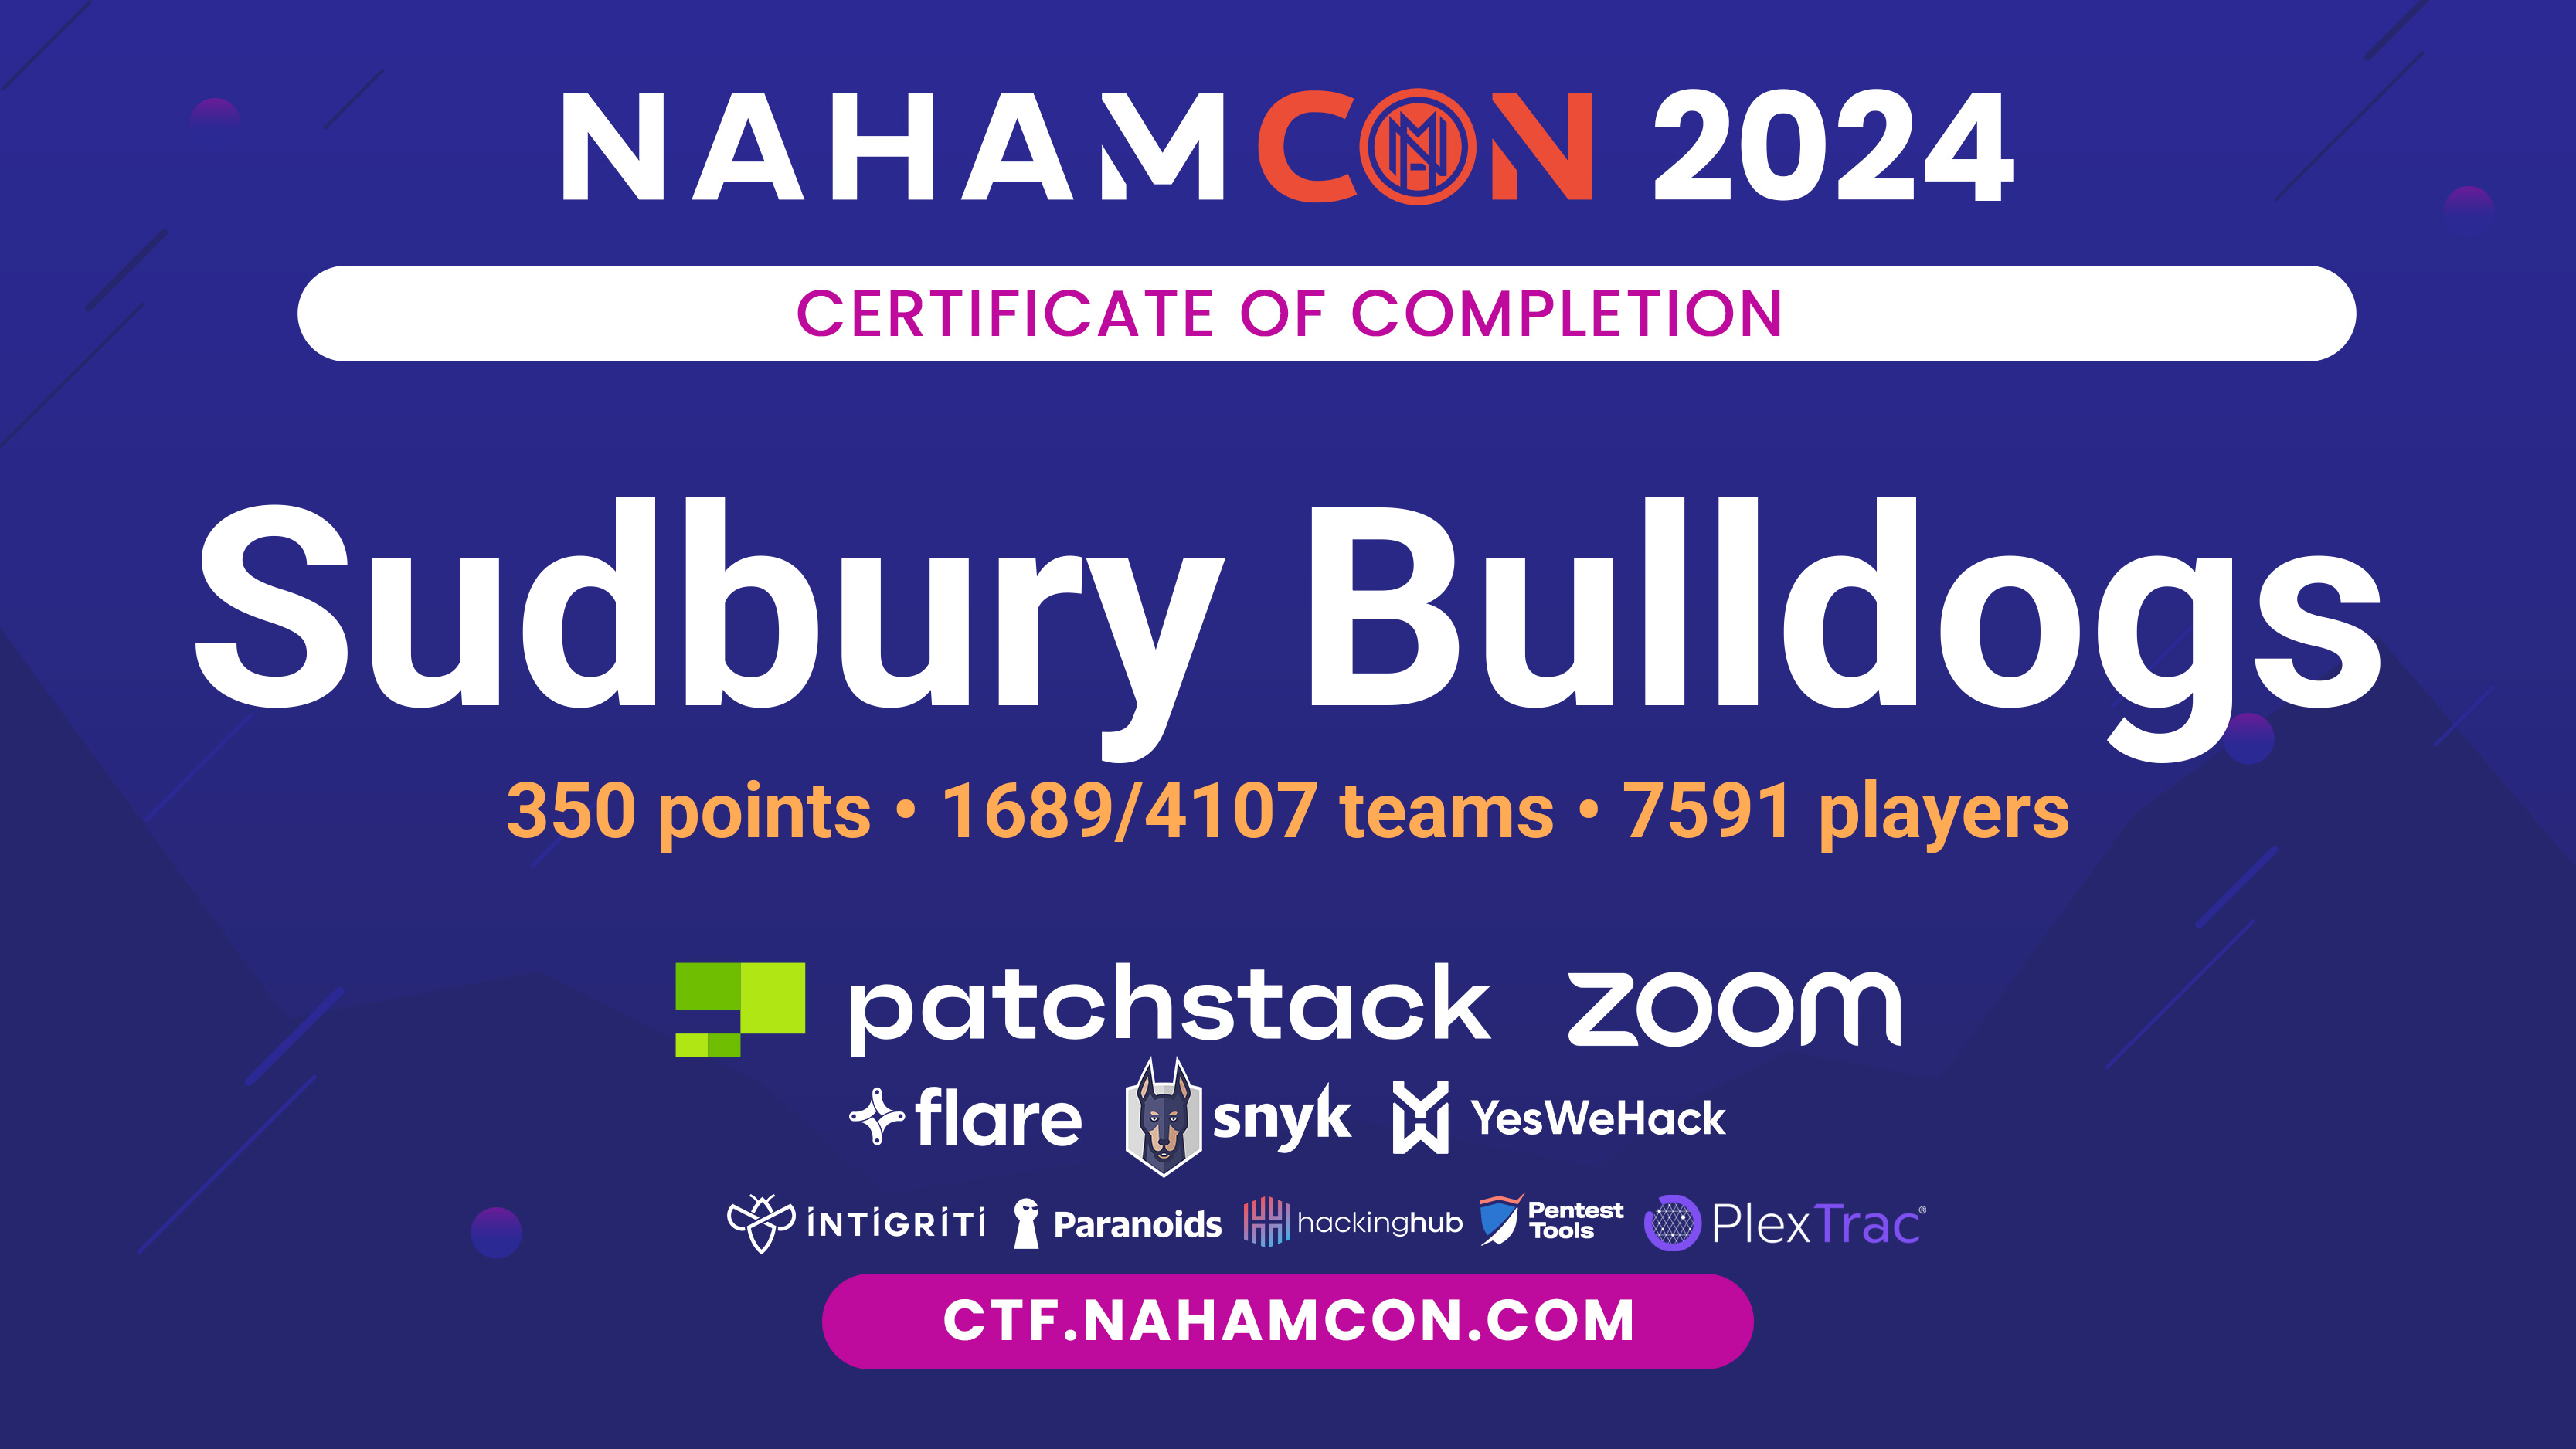 NAHAMCON 2024
CERTIFICATE OF COMPLETION
Sudbury Bulldogs
350 points • 1689/4107 teams • 7591 players
patchstack zoom
flare snyk YesWeHack
INTIGRITI Paranoids hackinghub Pentest Tools PlexTrac®
CTF.NAHAMCON.COM